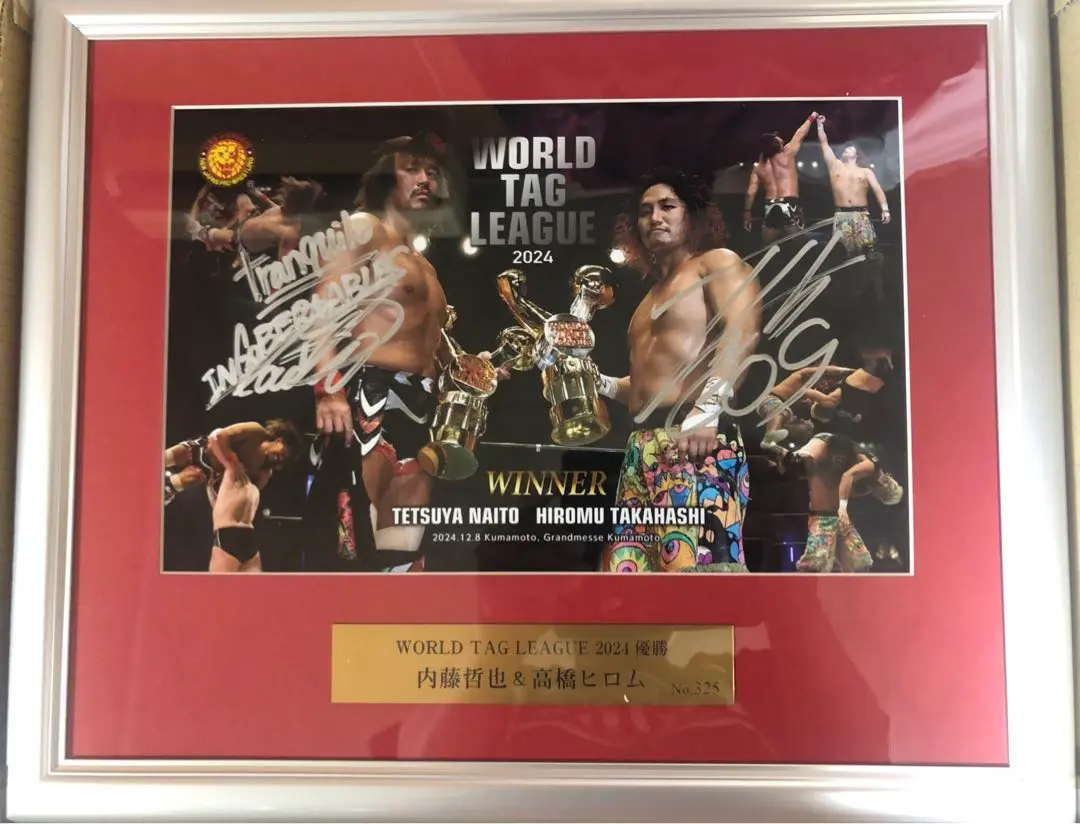 WORLD
TAG
LEAGUE
2024
Tranquilo
INGOBERNABLES
WINNER
TETSUYA NAITO HIROMU TAKAHASHI
2024.12.8 Kumamoto, Grandmesse Kumamoto
WORLD TAG LEAGUE 2024 優勝
内藤哲也&高橋ヒロム
No.325